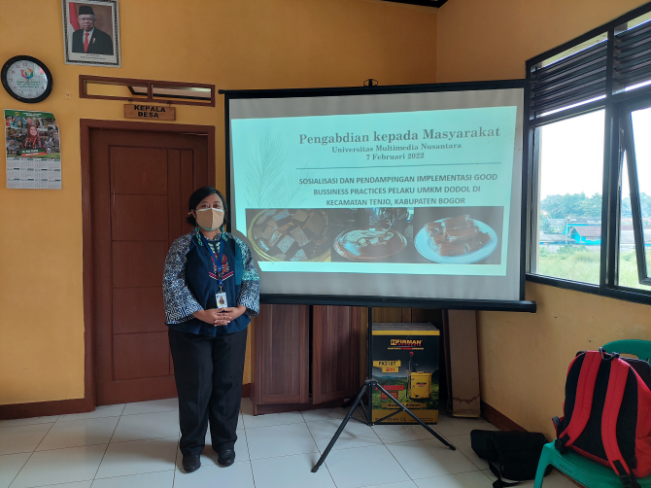 KEPALA
DESA
Pengabdian kepada Masyarakat
Universitas Multimedia Nusantara
7 Februari 2022
SOSIALISASI DAN PENDAMPINGAN IMPLEMENTASI GOOD
BUSSINESS PRACTICES PELAKU UMKM DODOL DI
KECAMATAN TENJO, KABUPATEN BOGOR
FIRMAN